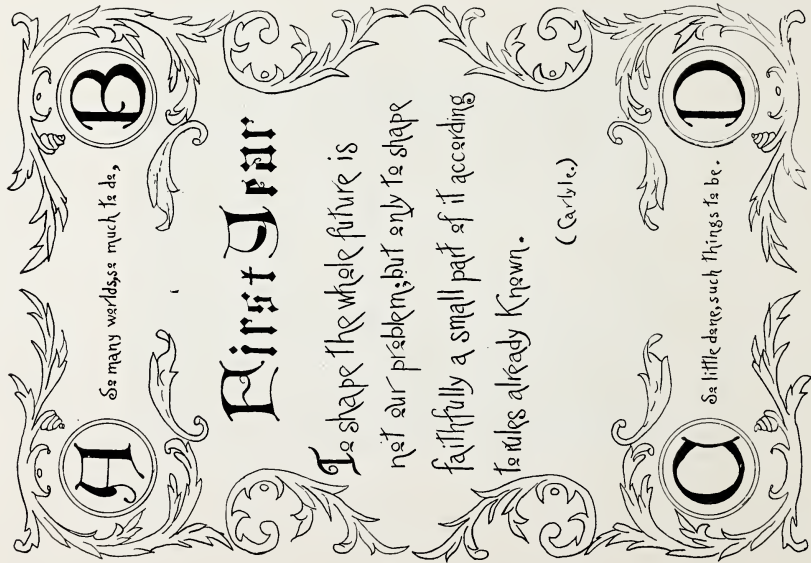 A So many worlds, so much to do, B
First Year
To shape the whole future is
not our problem; but only to shape
faithfully a small part of it according
to rules already Known.
(Carlyle.)
C So little done, such things to be. D